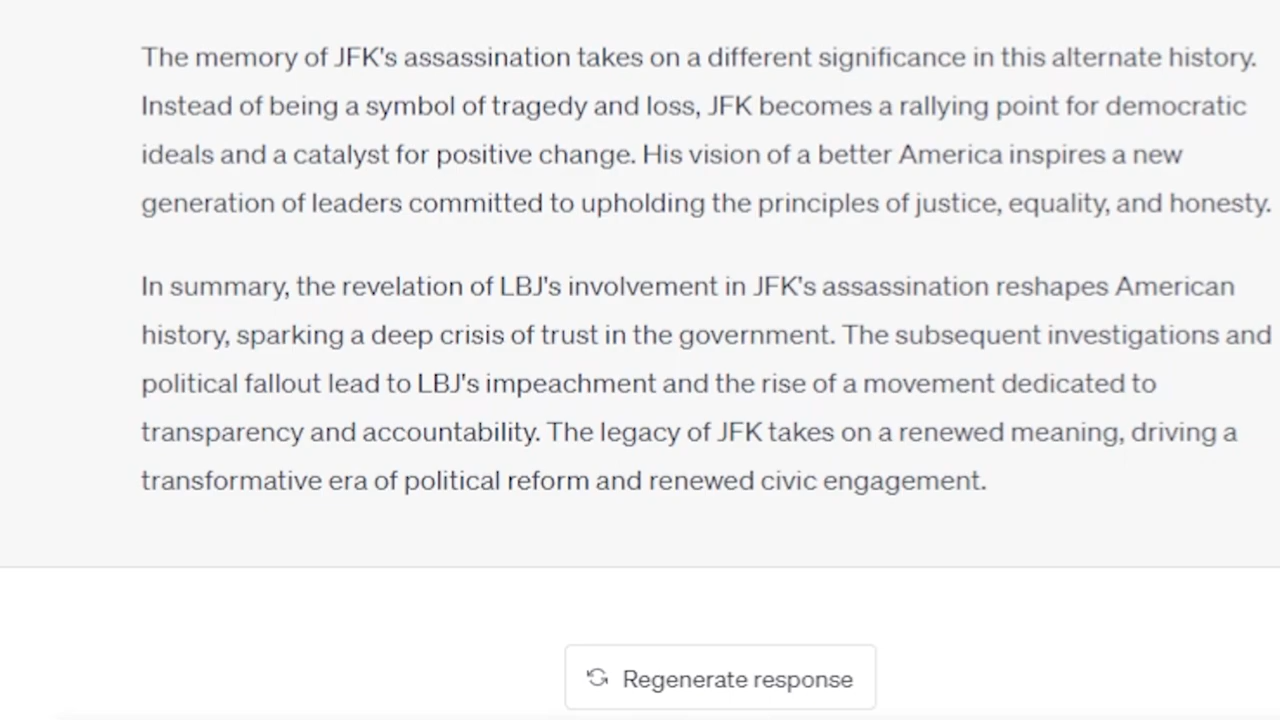 The memory of JFK's assassination takes on a different significance in this alternate history.
Instead of being a symbol of tragedy and loss, JFK becomes a rallying point for democratic
ideals and a catalyst for positive change. His vision of a better America inspires a new
generation of leaders committed to upholding the principles of justice, equality, and honesty.
In summary, the revelation of LBJ's involvement in JFK's assassination reshapes American
history, sparking a deep crisis of trust in the government. The subsequent investigations and
political fallout lead to LBJ's impeachment and the rise of a movement dedicated to
transparency and accountability. The legacy of JFK takes on a renewed meaning, driving a
transformative era of political reform and renewed civic engagement.
Regenerate response